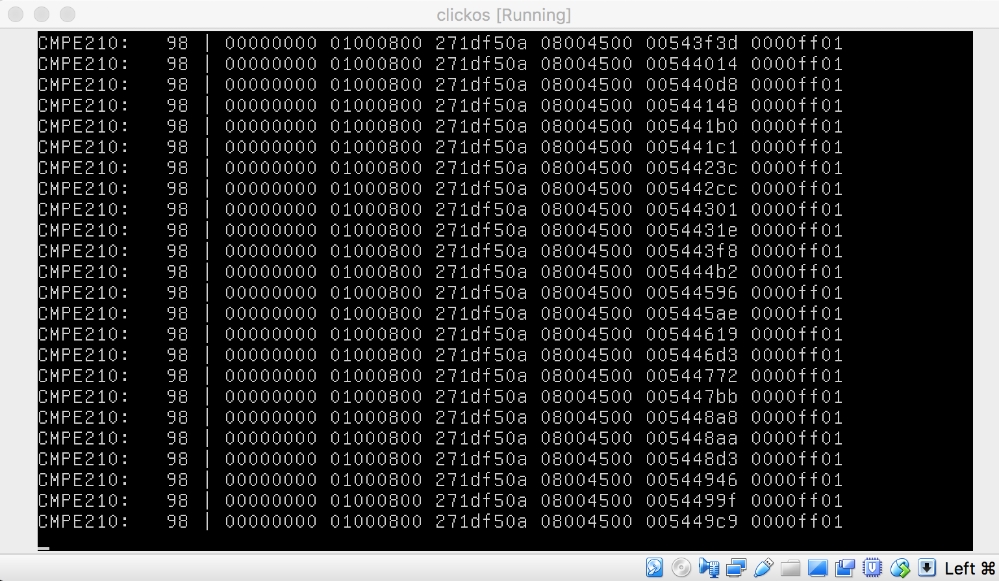 clickos [Running]
CMPE210:   98 | 00000000 01000800 271df50a 08004500 00543f3d 0000ff01
CMPE210:   98 | 00000000 01000800 271df50a 08004500 00544014 0000ff01
CMPE210:   98 | 00000000 01000800 271df50a 08004500 005440d8 0000ff01
CMPE210:   98 | 00000000 01000800 271df50a 08004500 00544148 0000ff01
CMPE210:   98 | 00000000 01000800 271df50a 08004500 005441b0 0000ff01
CMPE210:   98 | 00000000 01000800 271df50a 08004500 005441c1 0000ff01
CMPE210:   98 | 00000000 01000800 271df50a 08004500 0054423c 0000ff01
CMPE210:   98 | 00000000 01000800 271df50a 08004500 005442cc 0000ff01
CMPE210:   98 | 00000000 01000800 271df50a 08004500 00544301 0000ff01
CMPE210:   98 | 00000000 01000800 271df50a 08004500 0054431e 0000ff01
CMPE210:   98 | 00000000 01000800 271df50a 08004500 005443f8 0000ff01
CMPE210:   98 | 00000000 01000800 271df50a 08004500 005444b2 0000ff01
CMPE210:   98 | 00000000 01000800 271df50a 08004500 00544596 0000ff01
CMPE210:   98 | 00000000 01000800 271df50a 08004500 005445ae 0000ff01
CMPE210:   98 | 00000000 01000800 271df50a 08004500 00544619 0000ff01
CMPE210:   98 | 00000000 01000800 271df50a 08004500 005446d3 0000ff01
CMPE210:   98 | 00000000 01000800 271df50a 08004500 00544772 0000ff01
CMPE210:   98 | 00000000 01000800 271df50a 08004500 005447bb 0000ff01
CMPE210:   98 | 00000000 01000800 271df50a 08004500 005448a8 0000ff01
CMPE210:   98 | 00000000 01000800 271df50a 08004500 005448aa 0000ff01
CMPE210:   98 | 00000000 01000800 271df50a 08004500 005448d3 0000ff01
CMPE210:   98 | 00000000 01000800 271df50a 08004500 00544946 0000ff01
CMPE210:   98 | 00000000 01000800 271df50a 08004500 0054499f 0000ff01
CMPE210:   98 | 00000000 01000800 271df50a 08004500 005449c9 0000ff01
Left ⌘